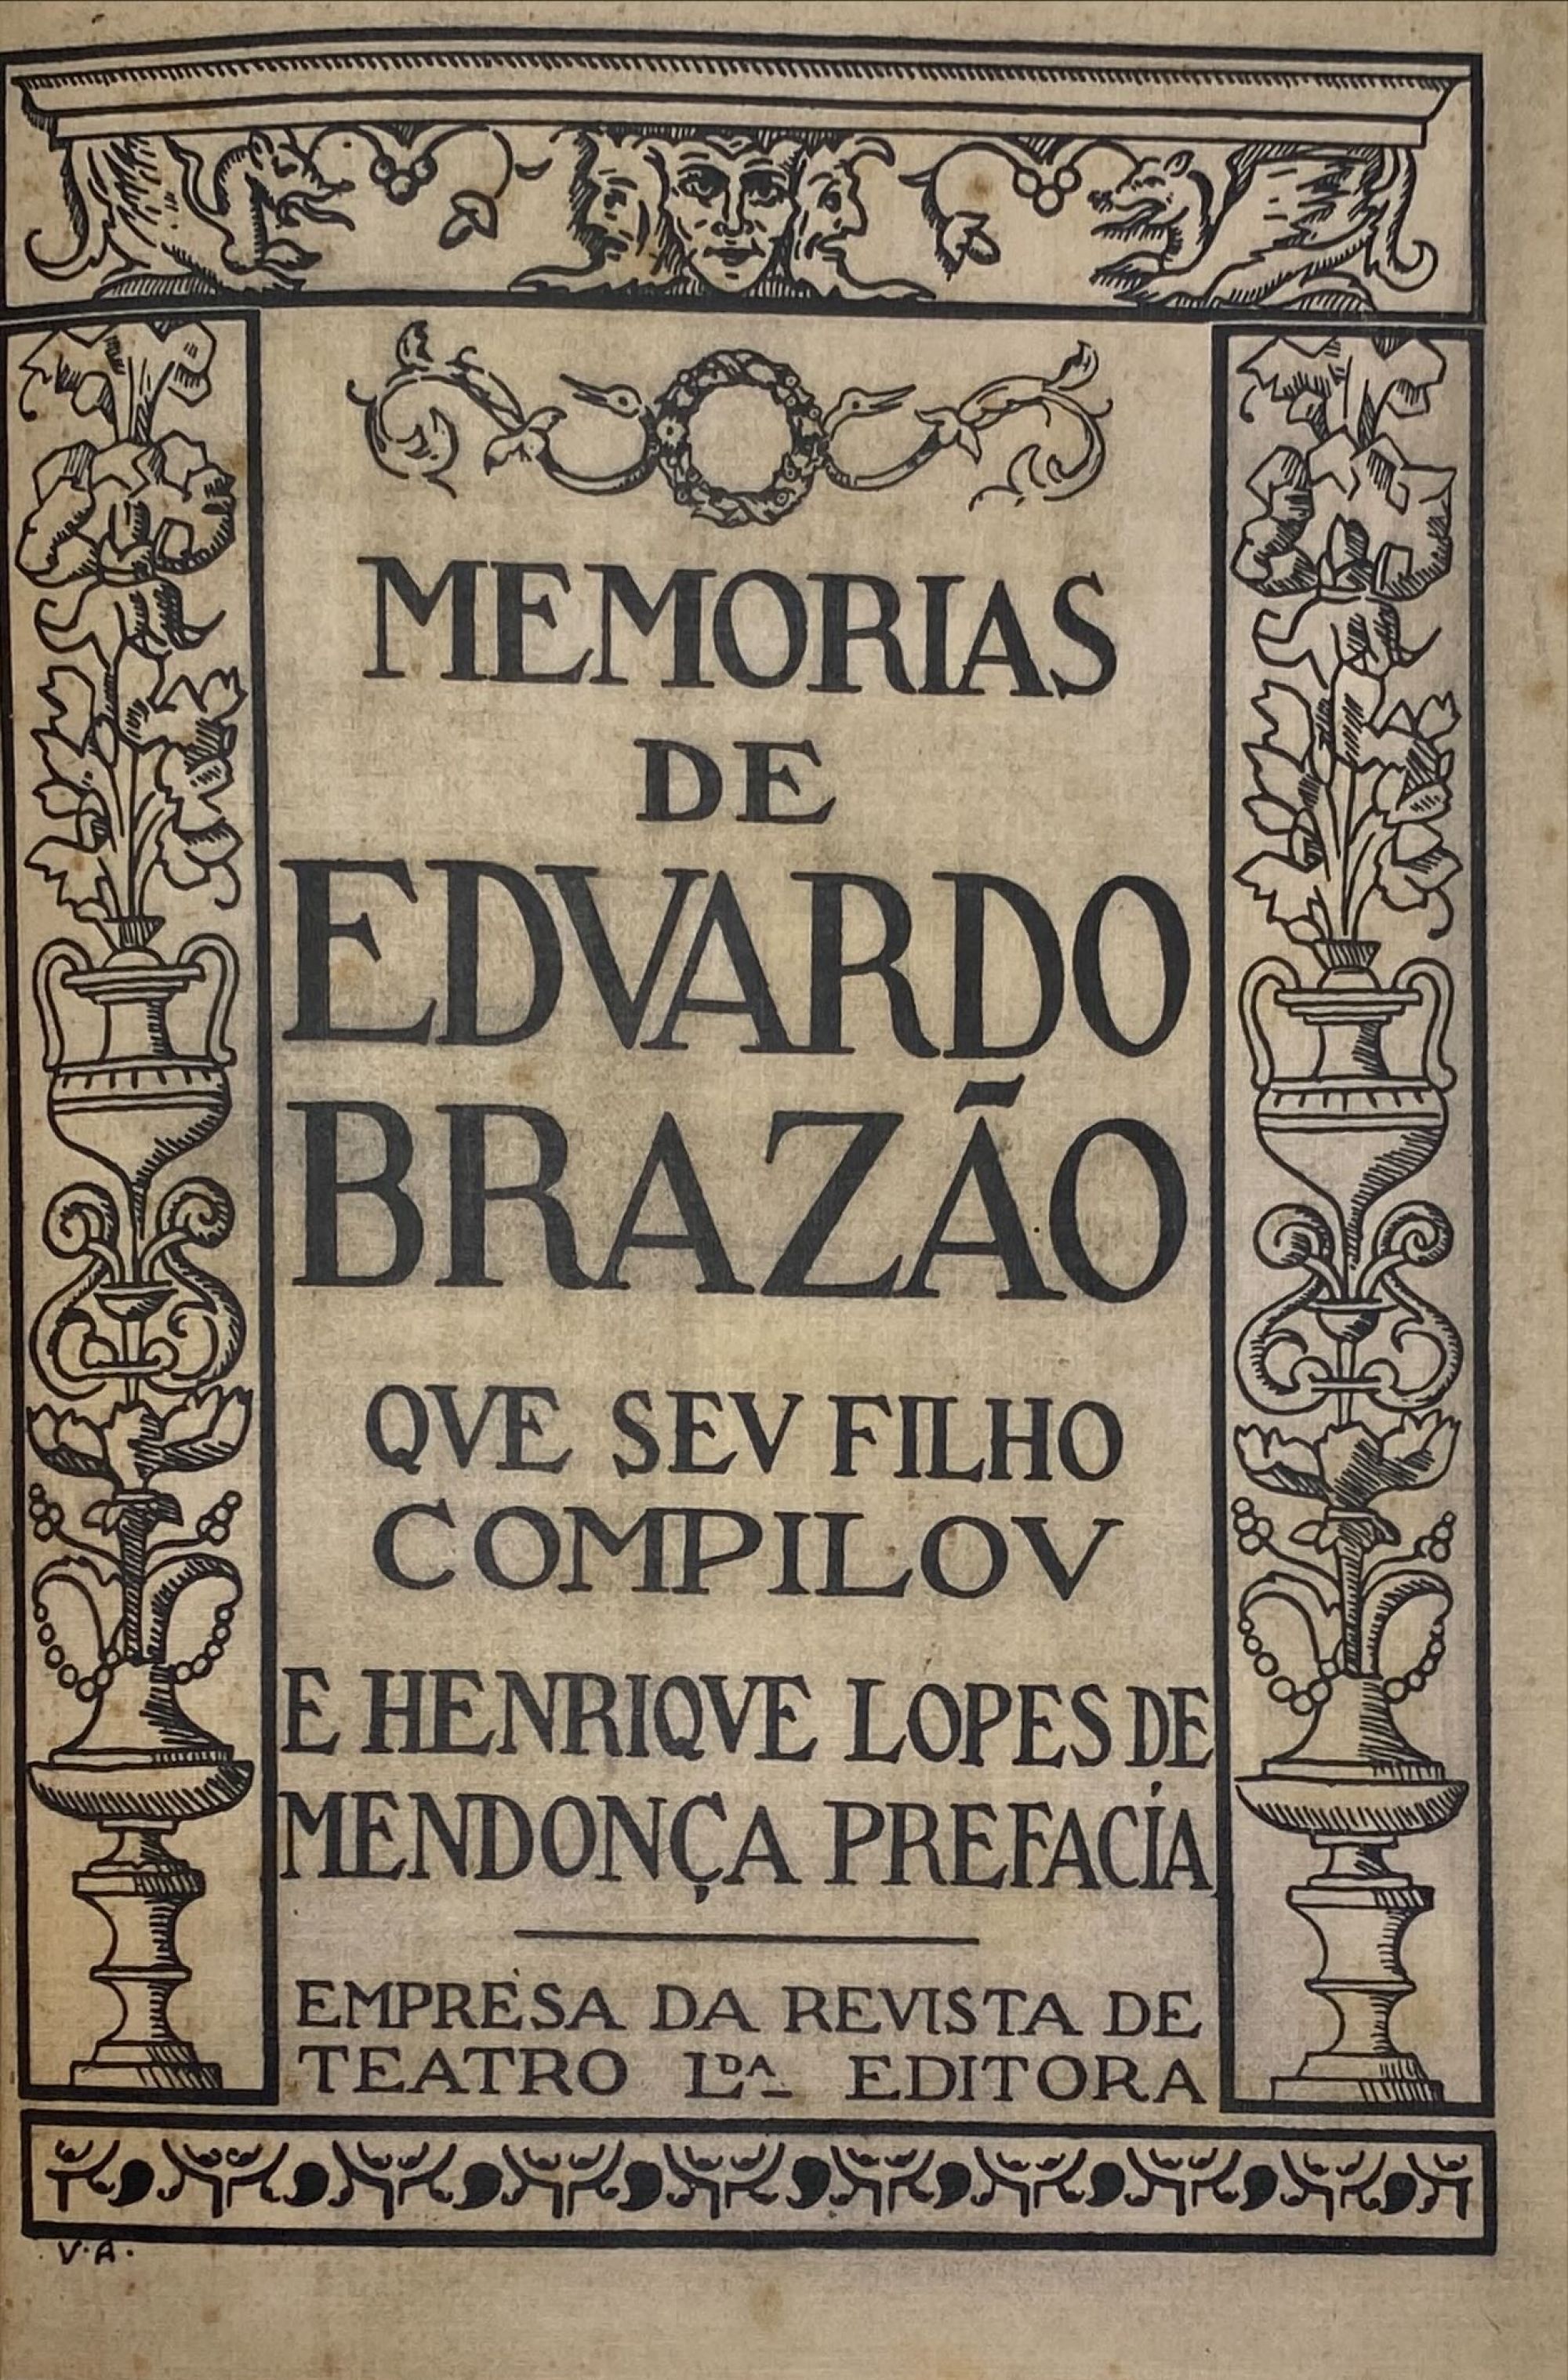 MEMORIAS
DE
EDVARDO
BRAZÃO
QVE SEV FILHO
COMPILOV
E HENRIQVE LOPES DE
MENDONÇA PREFACÍA
EMPRÊSA DA REVISTA DE
TEATRO LDA EDITORA
V. A.